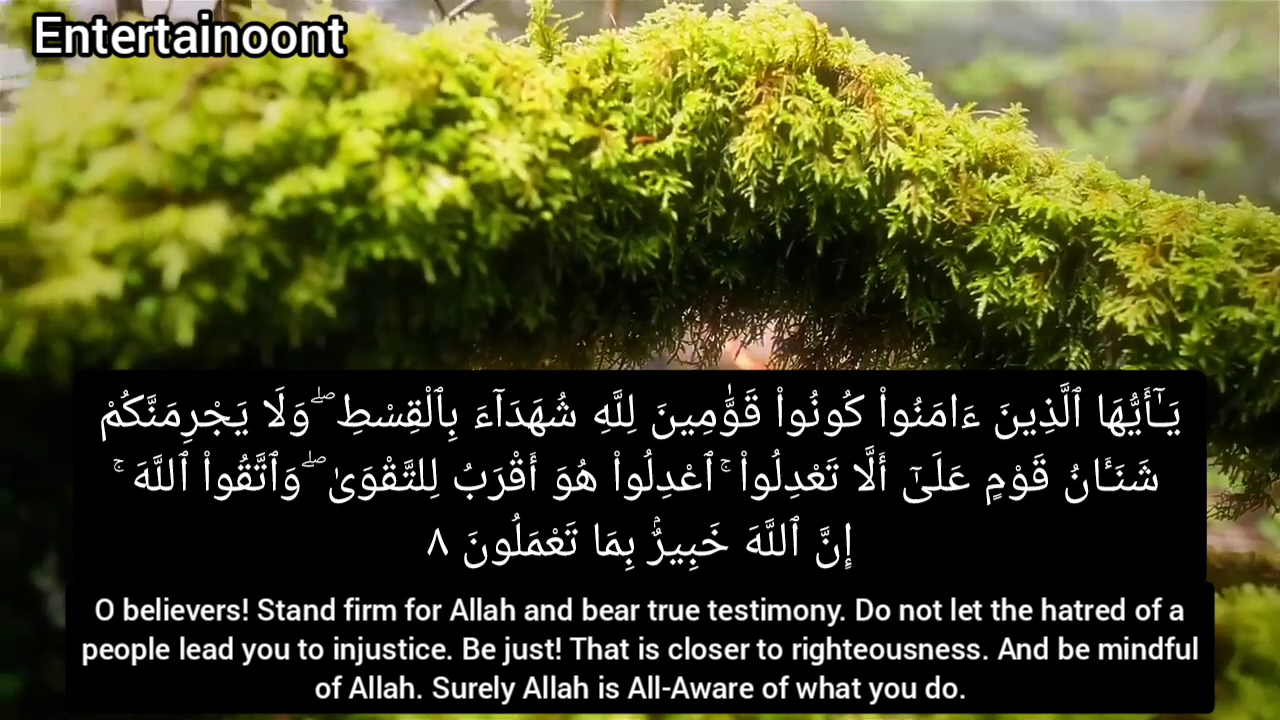 Entertainoont
يَـٰٓأَيُّهَا ٱلَّذِينَ ءَامَنُوا۟ كُونُوا۟ قَوَّٰمِينَ لِلَّهِ شُهَدَآءَ بِٱلْقِسْطِ ۖ وَلَا يَجْرِمَنَّكُمْ
شَنَـَٔانُ قَوْمٍ عَلَىٰٓ أَلَّا تَعْدِلُوا۟ ۚ ٱعْدِلُوا۟ هُوَ أَقْرَبُ لِلتَّقْوَىٰ ۖ وَٱتَّقُوا۟ ٱللَّهَ ۚ
إِنَّ ٱللَّهَ خَبِيرٌۢ بِمَا تَعْمَلُونَ ٨
O believers! Stand firm for Allah and bear true testimony. Do not let the hatred of a
people lead you to injustice. Be just! That is closer to righteousness. And be mindful
of Allah. Surely Allah is All-Aware of what you do.